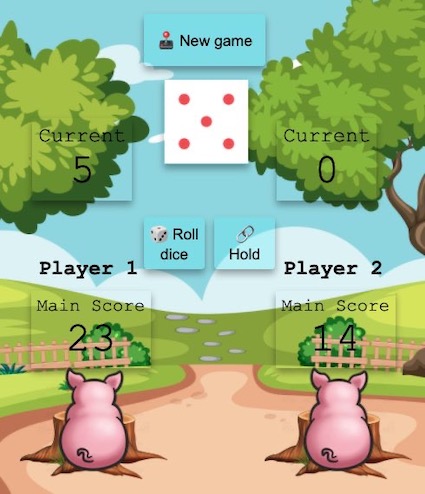 🕹️ New game
Current
5
Current
0
🎲 Roll
dice
🔗
Hold
Player 1
Player 2
Main Score
23
Main Score
14